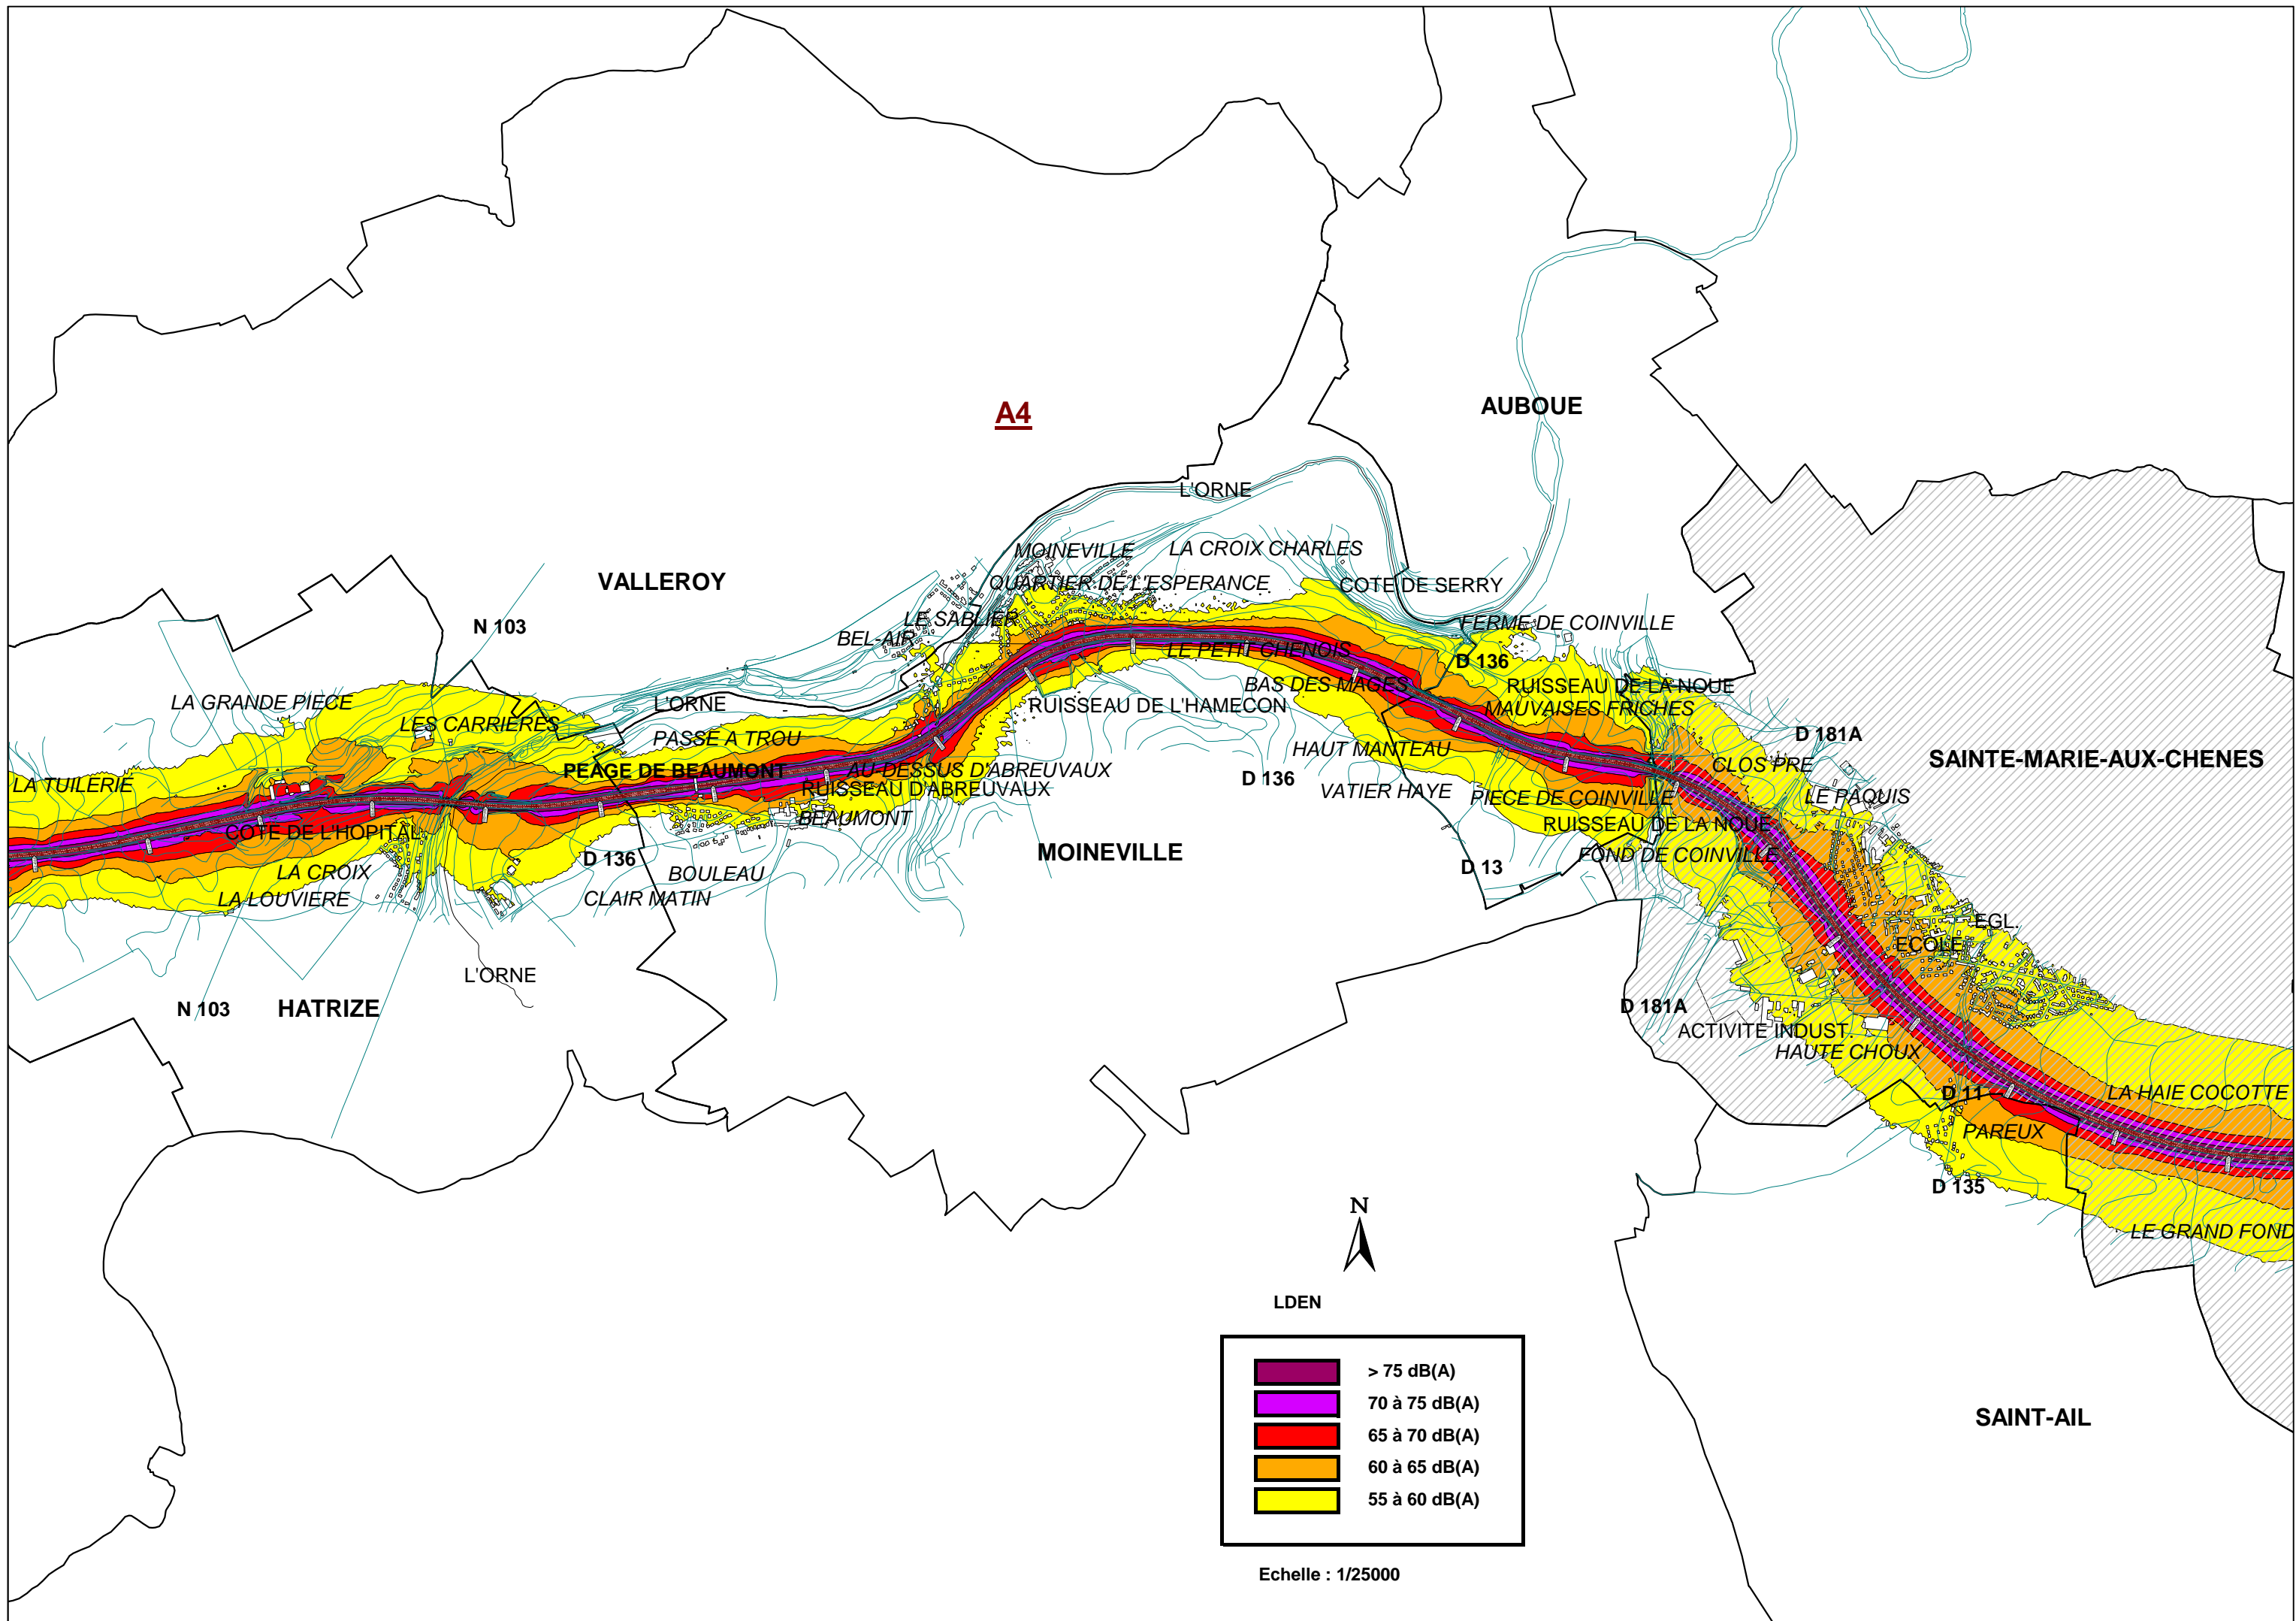 A4
AUBOUE
L'ORNE
MOINEVILLE
LA CROIX CHARLES
VALLEROY
QUARTIER DE L'ESPERANCE
COTE DE SERRY
N 103
LE SABLIER
BEL-AIR
FERME DE COINVILLE
LE PETIT CHENOIS
D 136
BAS DES MAGES
RUISSEAU DE LA NOUE
LA GRANDE PIECE
L'ORNE
RUISSEAU DE L'HAMECON
MAUVAISES FRICHES
LES CARRIERES
PASSE A TROU
HAUT MANTEAU
D 181A
SAINTE-MARIE-AUX-CHENES
PEAGE DE BEAUMONT
AU-DESSUS D'ABREUVAUX
D 136
CLOS PRE
LA TUILERIE
RUISSEAU D'ABREUVAUX
VATIER HAYE
PIECE DE COINVILLE
LE PAQUIS
COTE DE L'HOPITAL
BEAUMONT
RUISSEAU DE LA NOUE
MOINEVILLE
D 136
FOND DE COINVILLE
LA CROIX
BOULEAU
D 13
LA LOUVIERE
CLAIR MATIN
EGL.
ECOLE
L'ORNE
N 103
HATRIZE
D 181A
ACTIVITE INDUST.
HAUTE CHOUX
D 11
LA HAIE COCOTTE
PAREUX
D 135
LE GRAND FOND
N
LDEN
> 75 dB(A)
70 à 75 dB(A)
65 à 70 dB(A)
60 à 65 dB(A)
55 à 60 dB(A)
SAINT-AIL
Echelle : 1/25000